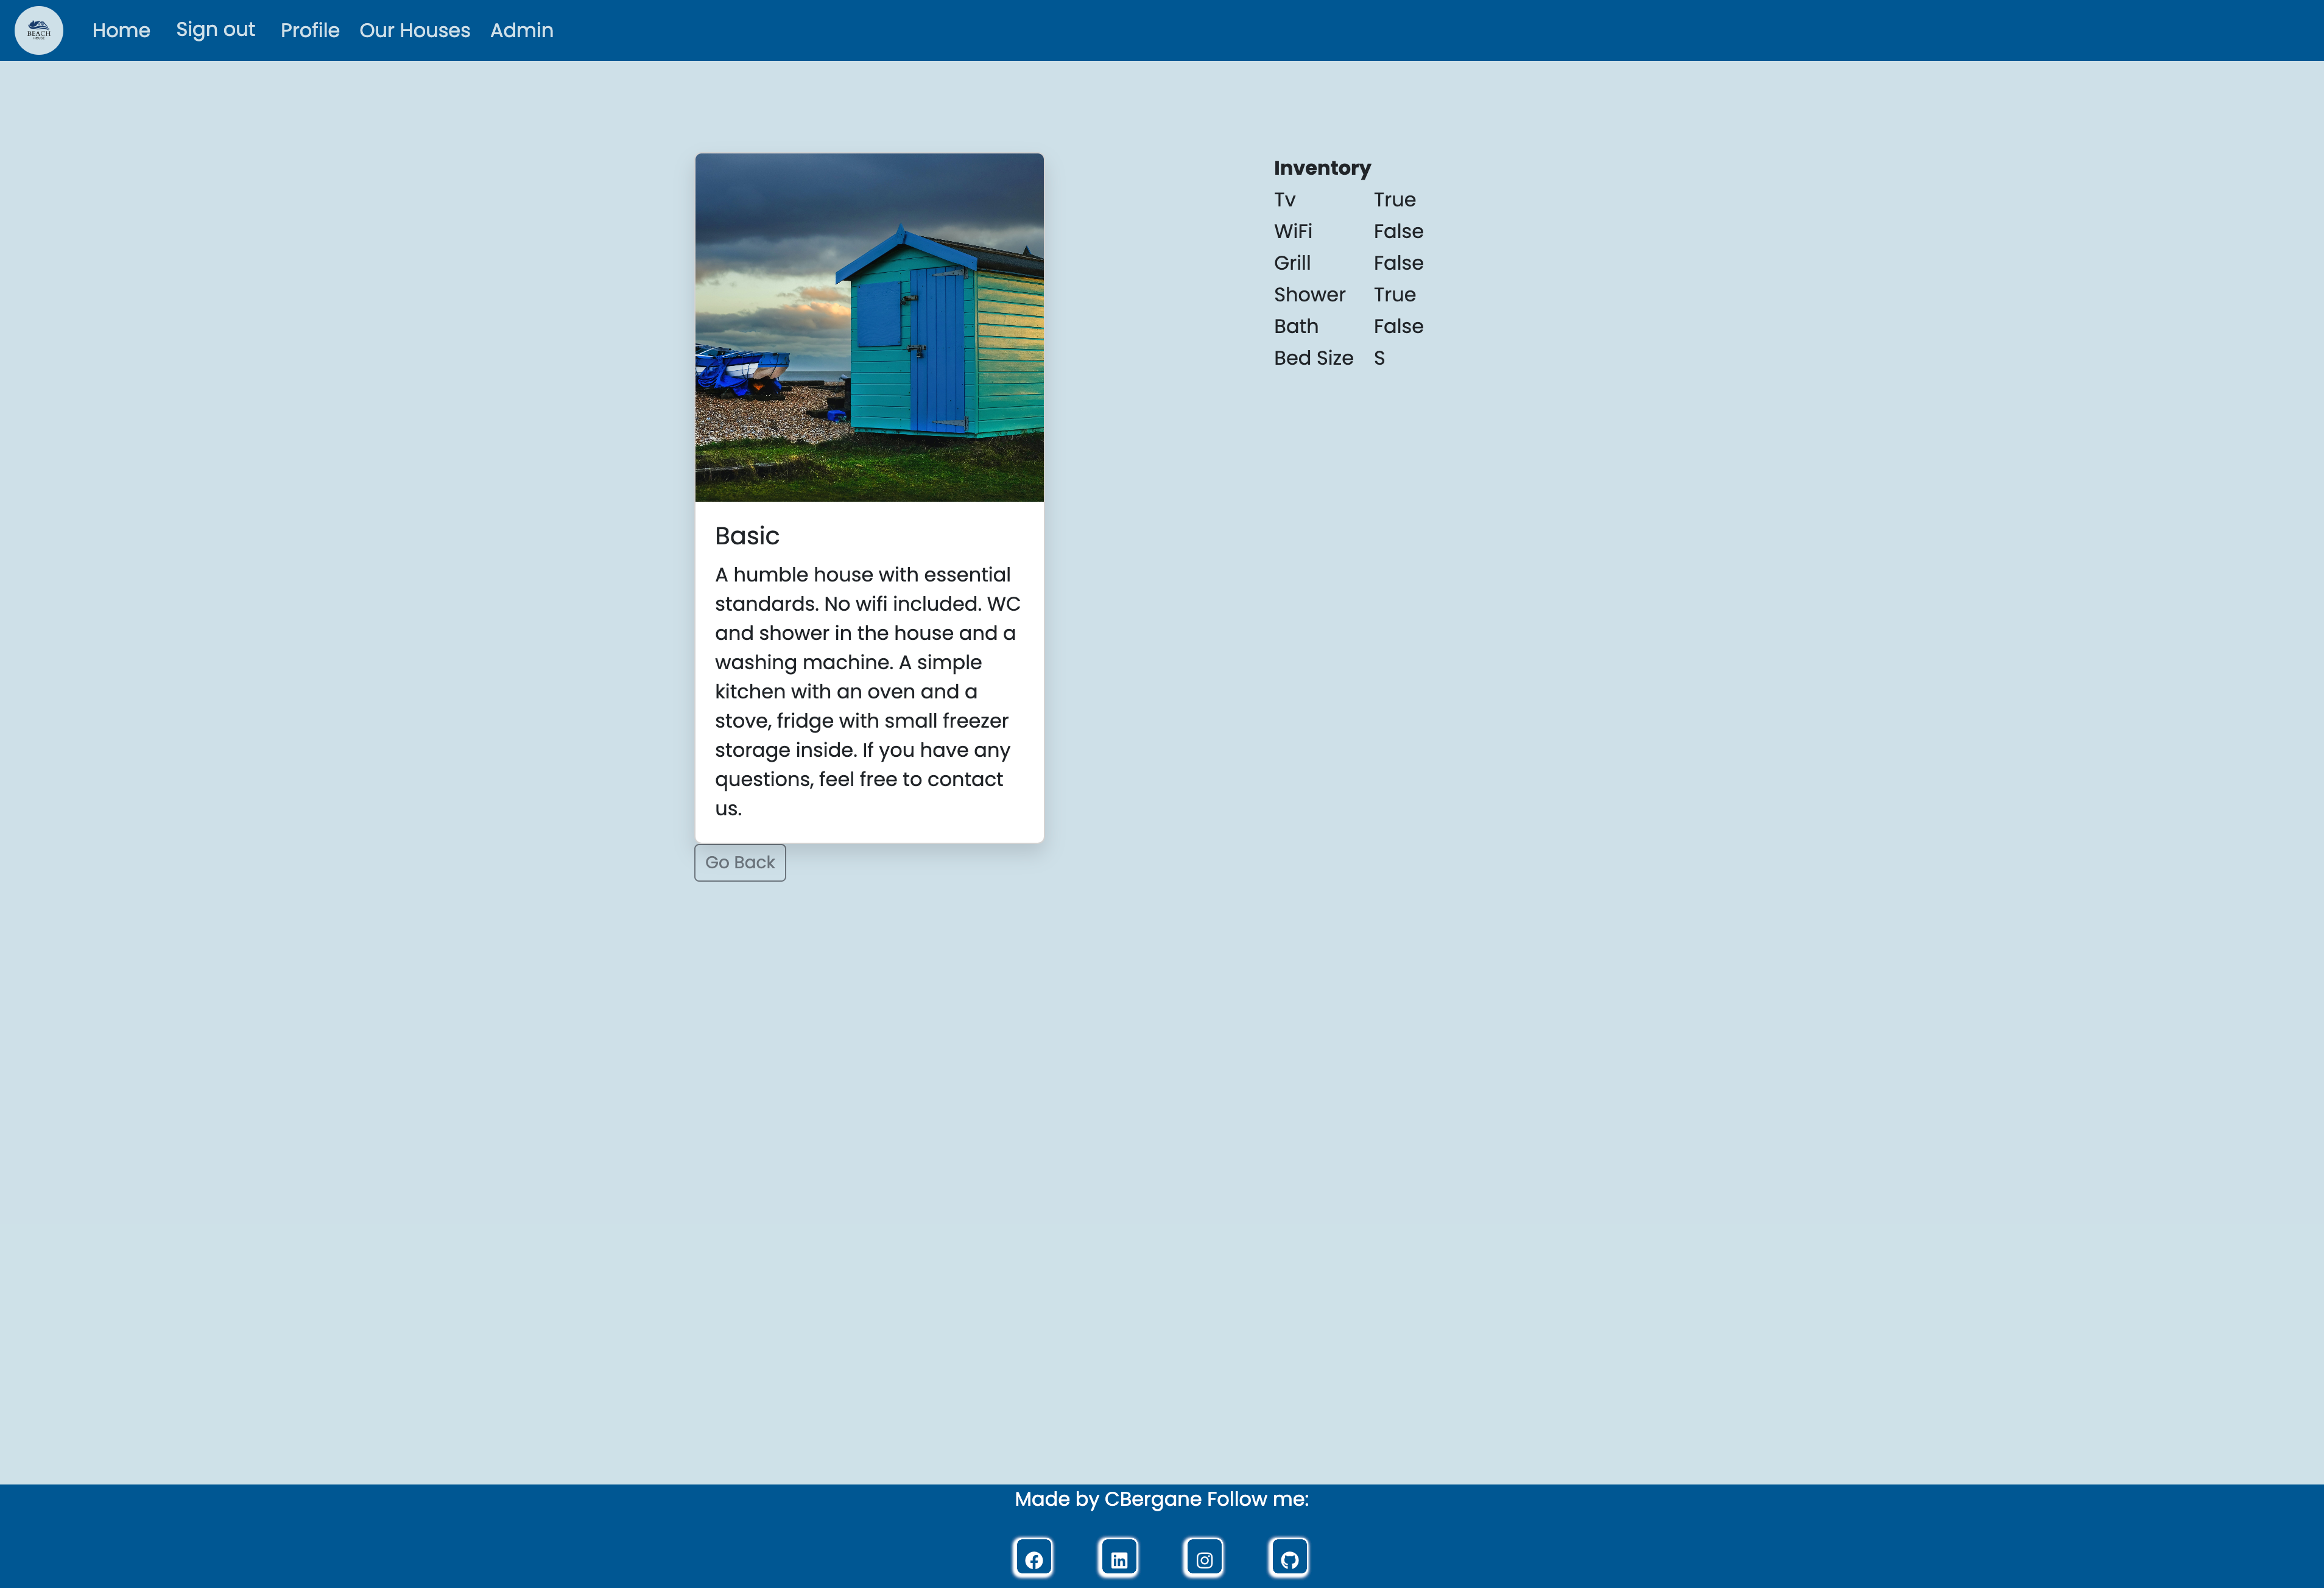 BEACH
Home Sign out Profile Our Houses Admin
Inventory
Tv True
WiFi False
Grill False
Shower True
Bath False
Bed Size S
Basic
A humble house with essential
standards. No wifi included. WC
and shower in the house and a
washing machine. A simple
kitchen with an oven and a
stove, fridge with small freezer
storage inside. If you have any
questions, feel free to contact
us.
Go Back
Made by CBergane Follow me: